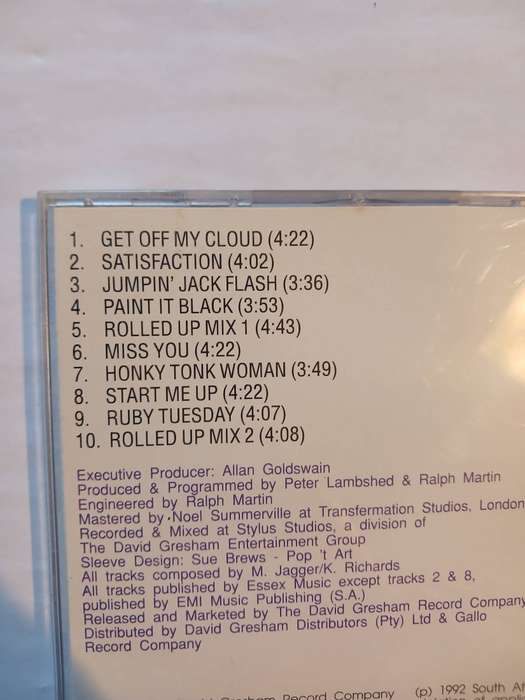 1. GET OFF MY CLOUD (4:22)
2. SATISFACTION (4:02)
3. JUMPIN' JACK FLASH (3:36)
4. PAINT IT BLACK (3:53)
5. ROLLED UP MIX 1 (4:43)
6. MISS YOU (4:22)
7. HONKY TONK WOMAN (3:49)
8. START ME UP (4:22)
9. RUBY TUESDAY (4:07)
10. ROLLED UP MIX 2 (4:08)
Executive Producer: Allan Goldswain
Produced & Programmed by Peter Lambshed & Ralph Martin
Engineered by Ralph Martin
Mastered by Noel Summerville at Transfermation Studios, London
Recorded & Mixed at Stylus Studios, a division of
The David Gresham Entertainment Group
Sleeve Design: Sue Brews - Pop 't Art
All tracks composed by M. Jagger/K. Richards
All tracks published by Essex Music except tracks 2 & 8,
published by EMI Music Publishing (S.A.)
Released and Marketed by The David Gresham Record Company
Distributed by David Gresham Distributors (Pty) Ltd & Gallo
Record Company
Gresham Record Company (p) 1992 South